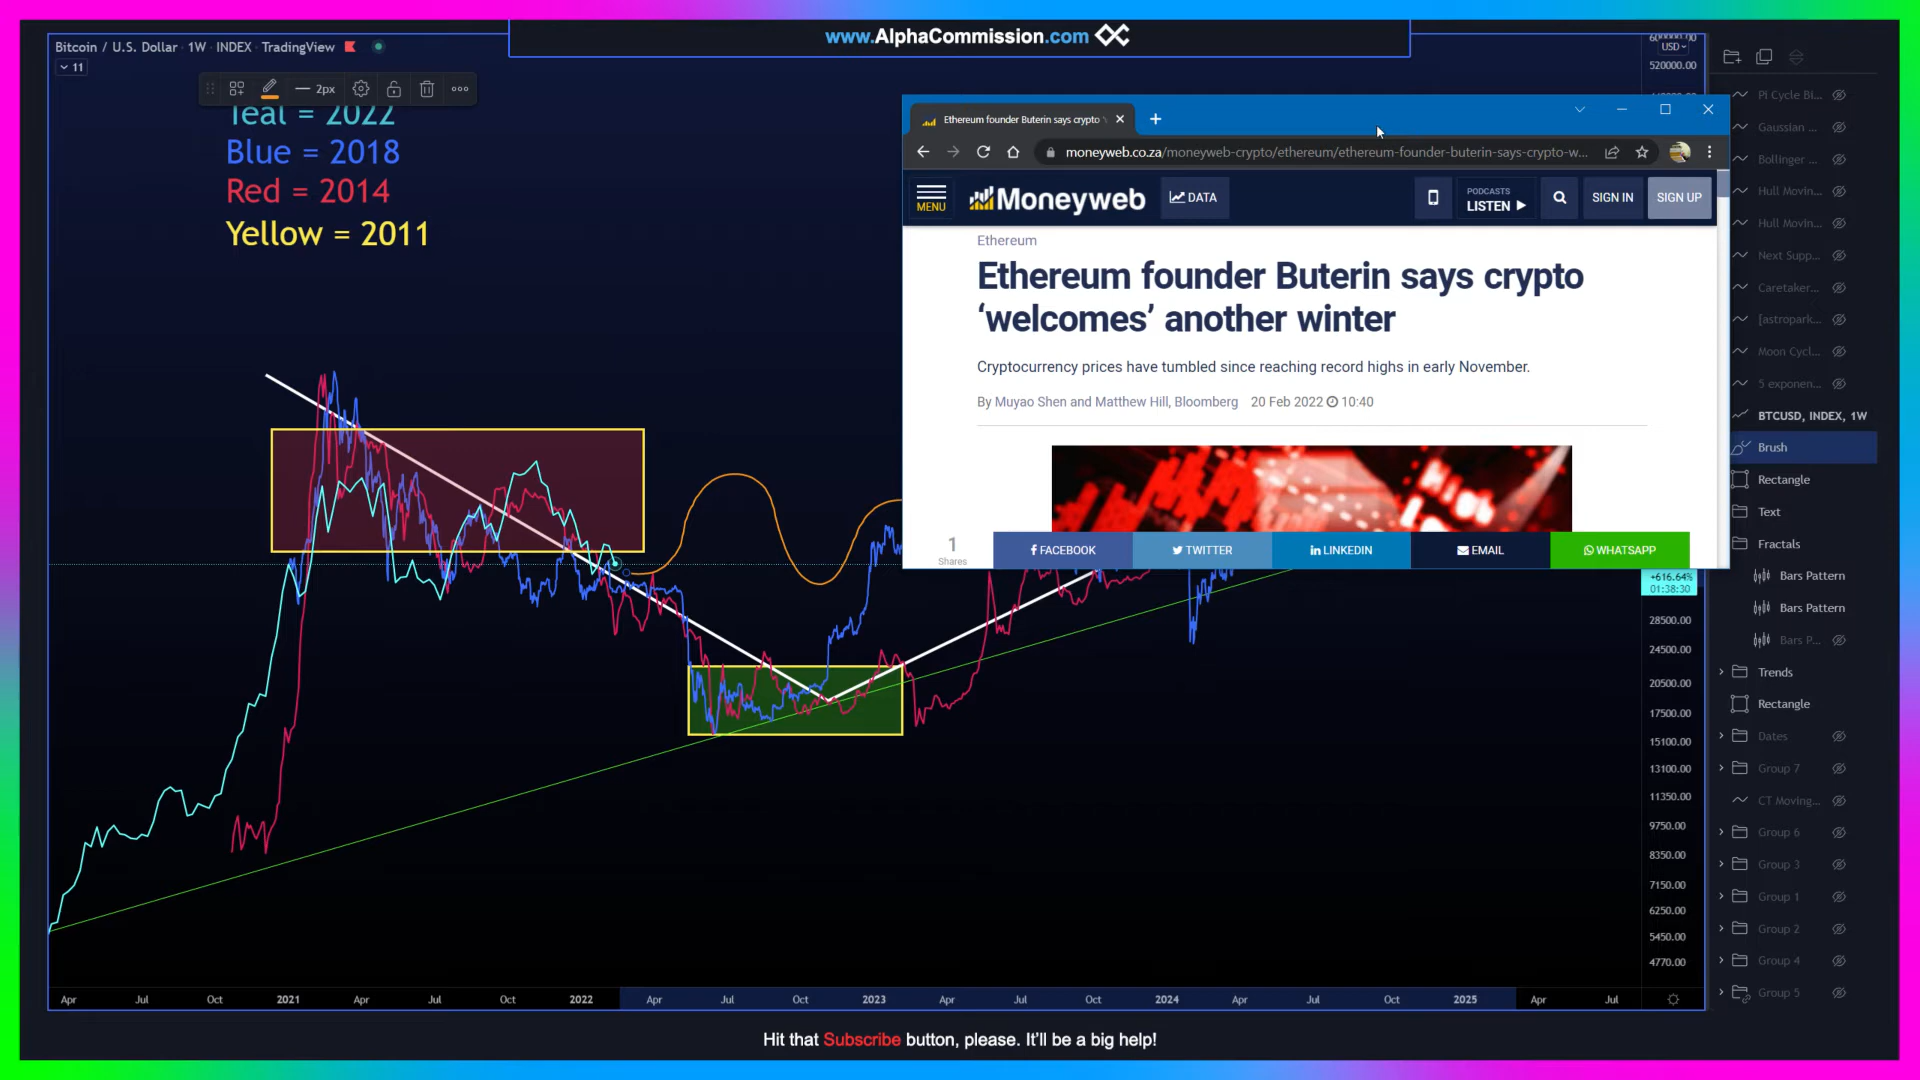 www.AlphaCommission.com
Bitcoin / U.S. Dollar · 1W · INDEX · TradingView
11
2px
Teal = 2022
Blue = 2018
Red = 2014
Yellow = 2011
Ethereum founder Buterin says crypto
moneyweb.co.za/moneyweb-crypto/ethereum/ethereum-founder-buterin-says-crypto-w...
MENU
Moneyweb
DATA
PODCASTS
LISTEN
SIGN IN
SIGN UP
Ethereum
Ethereum founder Buterin says crypto
‘welcomes’ another winter
Cryptocurrency prices have tumbled since reaching record highs in early November.
By Muyao Shen and Matthew Hill, Bloomberg 20 Feb 2022 10:40
1
Shares
FACEBOOK
TWITTER
LINKEDIN
EMAIL
WHATSAPP
USD
520000.00
+616.64%
01:38:30
28500.00
24500.00
20500.00
17500.00
15100.00
13100.00
11350.00
9750.00
8350.00
7150.00
6250.00
5450.00
4770.00
Apr Jul Oct 2021 Apr Jul Oct 2022 Apr Jul Oct 2023 Apr Jul Oct 2024 Apr Jul Oct 2025 Apr Jul
Pi Cycle B...
Gaussian ...
Bollinger ...
Hull Movin...
Hull Movin...
Next Supp...
Caretaker...
[astropark...
Moon Cycl...
5 exponen...
BTCUSD, INDEX, 1W
Brush
Rectangle
Text
Fractals
Bars Pattern
Bars Pattern
Bars P...
Trends
Rectangle
Dates
Group 7
CT Moving...
Group 6
Group 3
Group 1
Group 2
Group 4
Group 5
Hit that Subscribe button, please. It'll be a big help!